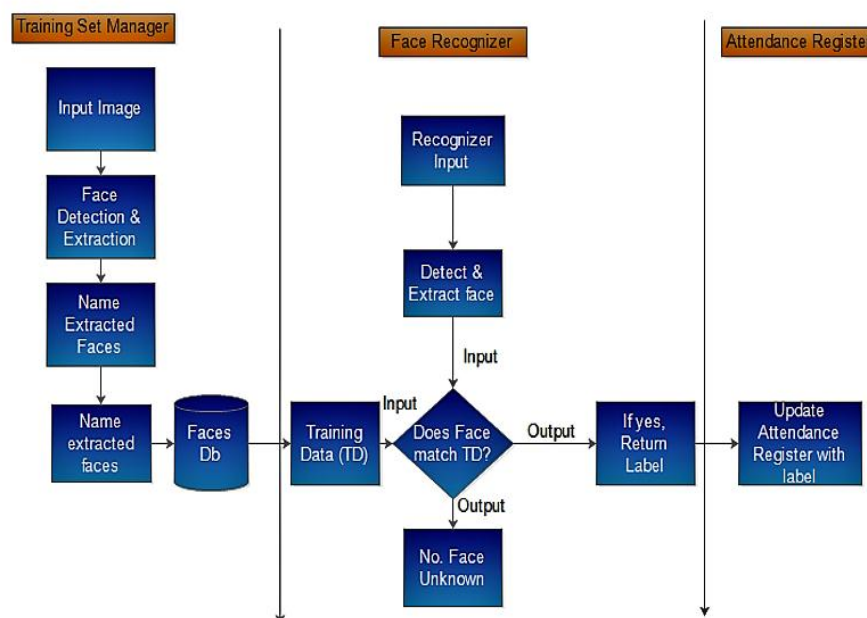 Training Set Manager
Face Recognizer
Attendance Register
Input Image
Face
Detection &
Extraction
Name
Extracted
Faces
Name
extracted
faces
Faces
Db
Recognizer
Input
Detect &
Extract face
Input
Training
Data (TD)
Input
Does Face
match TD?
Output
If yes,
Return
Label
Update
Attendance
Register with
label
Output
No. Face
Unknown